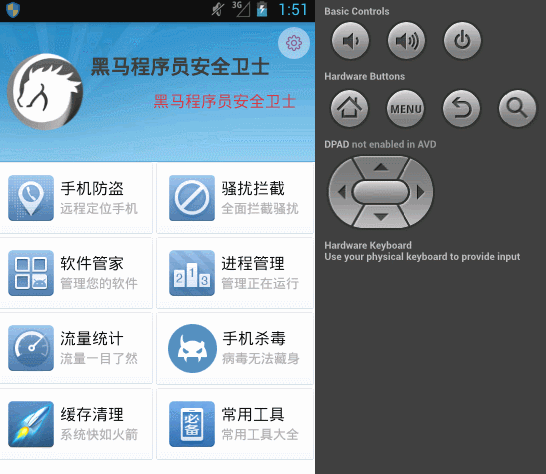 3G 1:51
黑马程序员安全卫士
黑马程序员安全卫士
手机防盗
远程定位手机
骚扰拦截
全面拦截骚扰
软件管家
管理您的软件
1 2 3
进程管理
管理正在运行
流量统计
流量一目了然
手机杀毒
病毒无法藏身
缓存清理
系统快如火箭
必备
常用工具
常用工具大全
Basic Controls
Hardware Buttons
MENU
DPAD not enabled in AVD
Hardware Keyboard
Use your physical keyboard to provide input